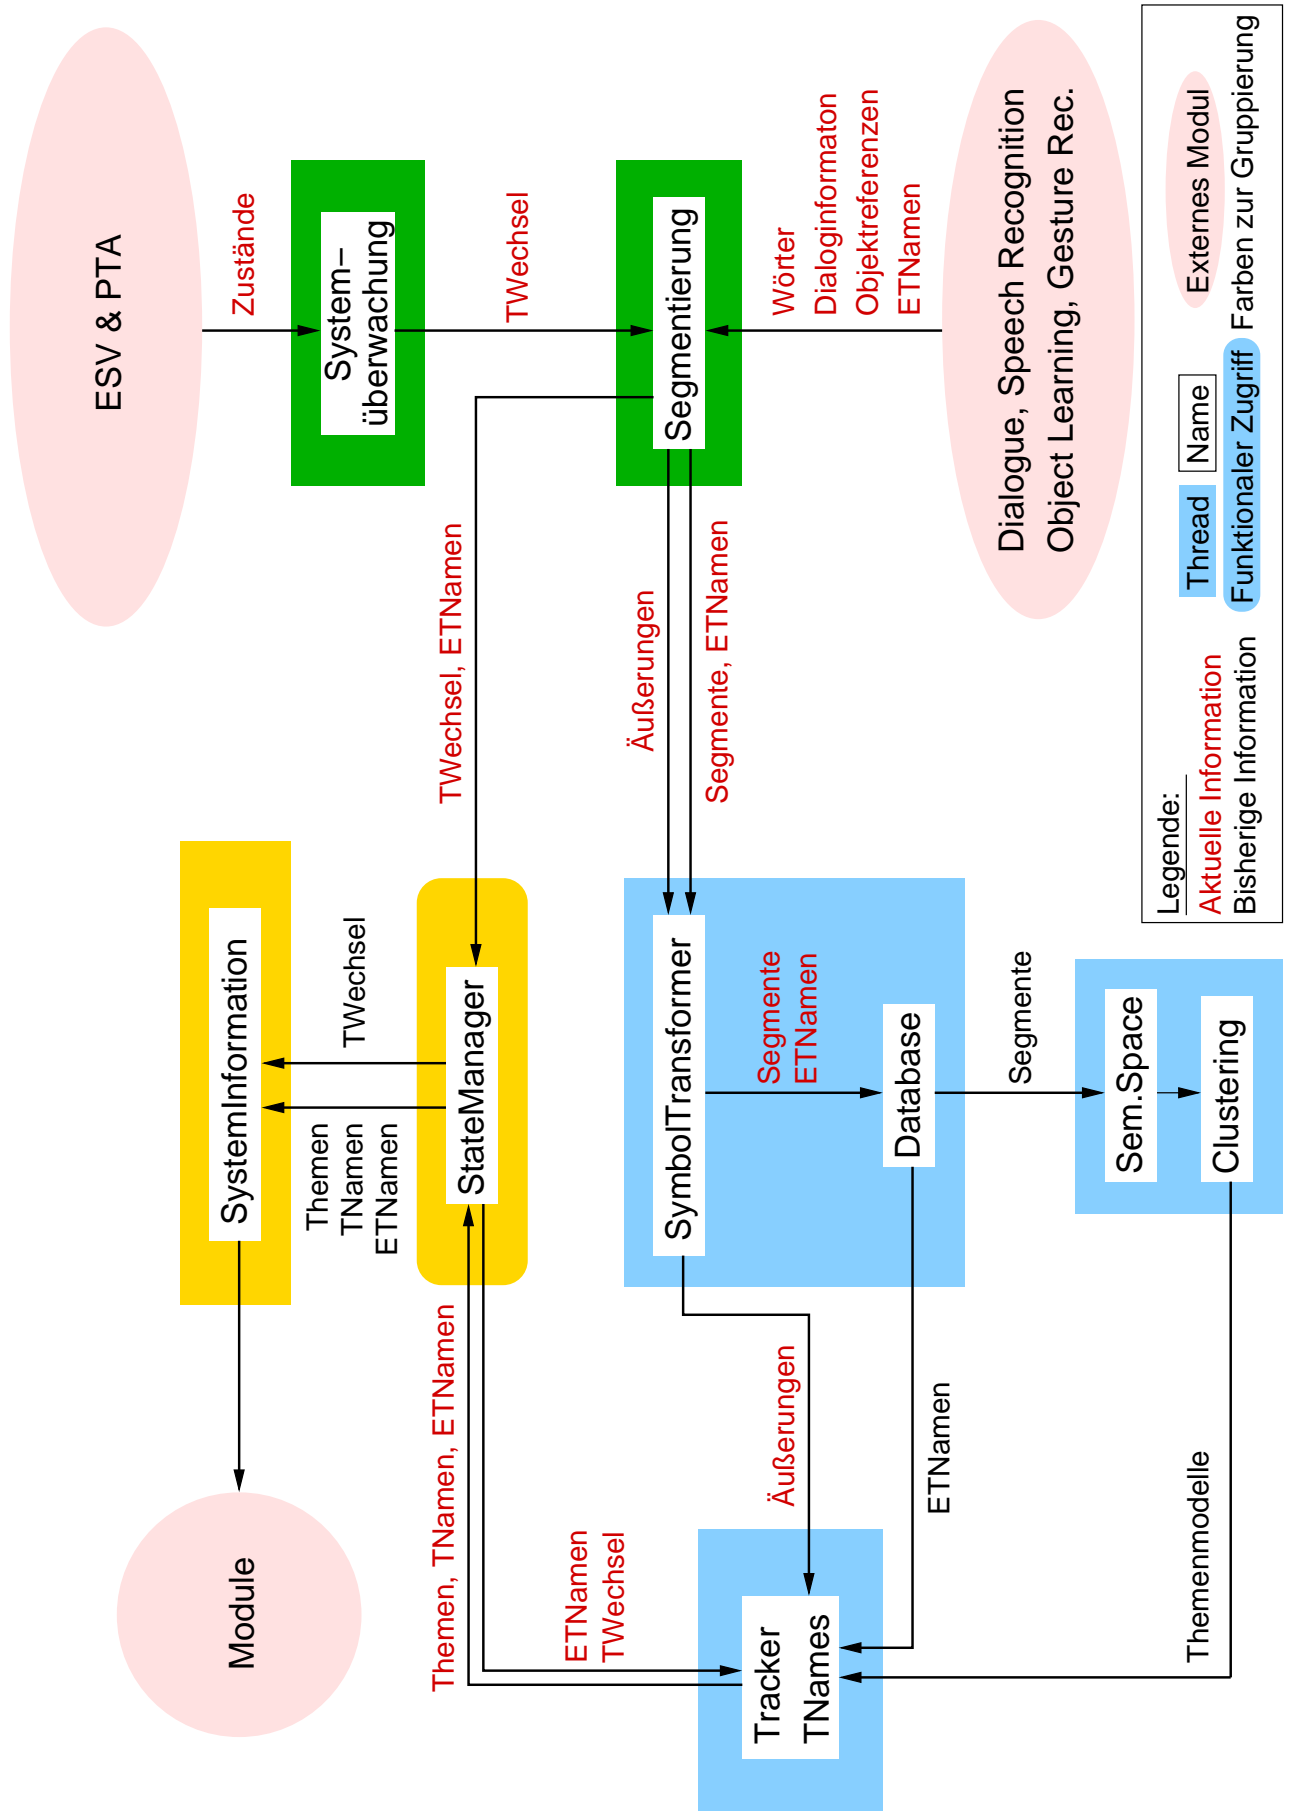 Module
SystemInformation
Themen
TNamen
ETNamen
TWechsel
ESV & PTA
Zustände
System–
überwachung
TWechsel
Themen, TNamen, ETNamen
StateManager
TWechsel, ETNamen
ETNamen
TWechsel
Äußerungen
Segmente, ETNamen
Segmentierung
Tracker
TNames
Äußerungen
SymbolTransformer
Segmente
ETNamen
Database
ETNamen
Segmente
Wörter
Dialoginformaton
Objektreferenzen
ETNamen
Dialogue, Speech Recognition
Object Learning, Gesture Rec.
Sem.Space
Clustering
Themenmodelle
Legende:
Aktuelle Information
Bisherige Information
Thread
Name
Externes Modul
Funktionaler Zugriff
Farben zur Gruppierung